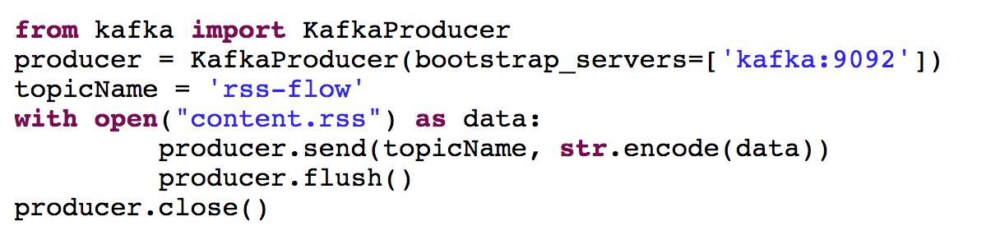 from kafka import KafkaProducer
producer = KafkaProducer(bootstrap_servers=['kafka:9092'])
topicName = 'rss-flow'
with open("content.rss") as data:
        producer.send(topicName, str.encode(data))
        producer.flush()
producer.close()